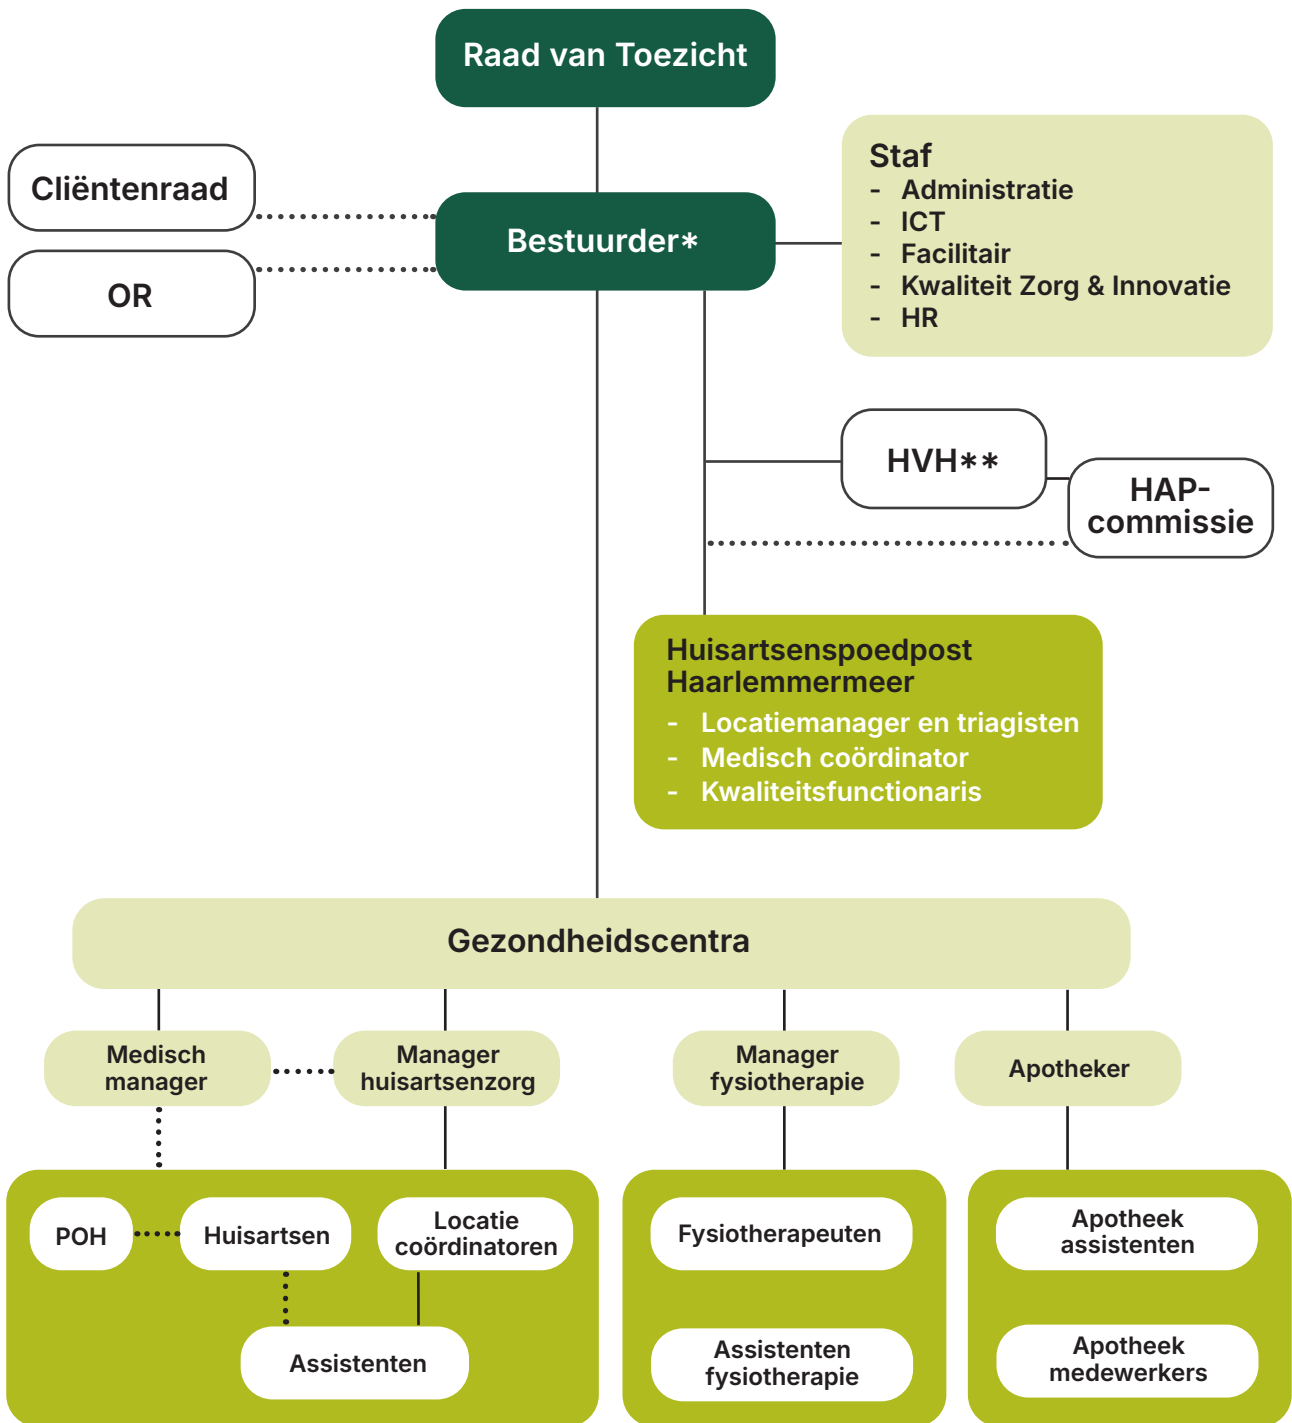 Raad van Toezicht
Cliëntenraad
OR
Bestuurder*
Staf
- Administratie
- ICT
- Facilitair
- Kwaliteit Zorg & Innovatie
- HR
HVH**
HAP-
commissie
Huisartsenspoedpost
Haarlemmermeer
- Locatiemanager en triagisten
- Medisch coördinator
- Kwaliteitsfunctionaris
Gezondheidscentra
Medisch
manager
Manager
huisartsenzorg
Manager
fysiotherapie
Apotheker
POH
Huisartsen
Locatie
coördinatoren
Assistenten
Fysiotherapeuten
Assistenten
fysiotherapie
Apotheek
assistenten
Apotheek
medewerkers